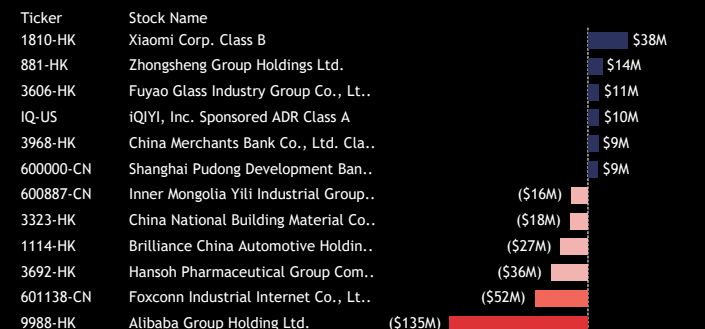 Ticker Stock Name
1810-HK Xiaomi Corp. Class B $38M
881-HK Zhongsheng Group Holdings Ltd. $14M
3606-HK Fuyao Glass Industry Group Co., Lt.. $11M
IQ-US iQIYI, Inc. Sponsored ADR Class A $10M
3968-HK China Merchants Bank Co., Ltd. Cla.. $9M
600000-CN Shanghai Pudong Development Ban.. $9M
600887-CN Inner Mongolia Yili Industrial Group.. ($16M)
3323-HK China National Building Material Co.. ($18M)
1114-HK Brilliance China Automotive Holdin.. ($27M)
3692-HK Hansoh Pharmaceutical Group Com.. ($36M)
601138-CN Foxconn Industrial Internet Co., Lt.. ($52M)
9988-HK Alibaba Group Holding Ltd. ($135M)